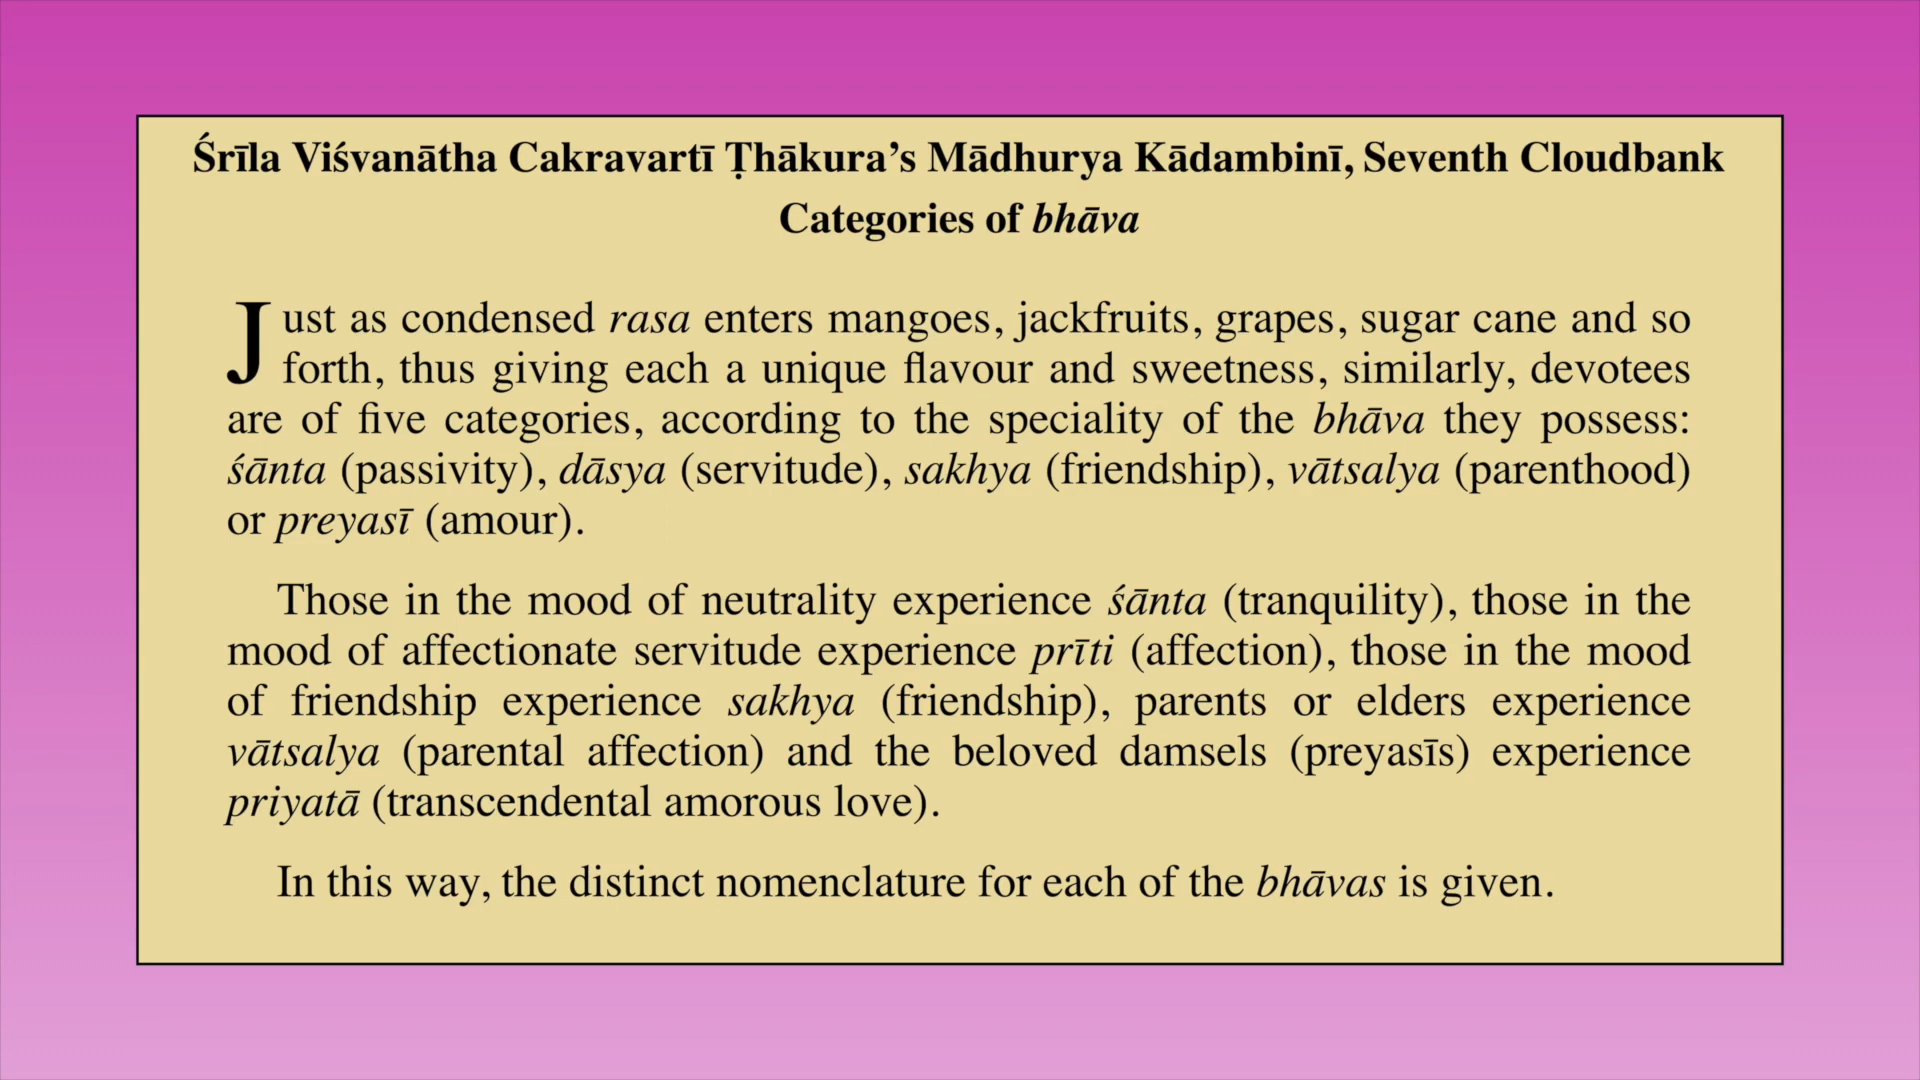 Śrīla Viśvanātha Cakravartī Ṭhākura’s Mādhurya Kādambinī, Seventh Cloudbank
Categories of bhāva
Just as condensed rasa enters mangoes, jackfruits, grapes, sugar cane and so
forth, thus giving each a unique flavour and sweetness, similarly, devotees
are of five categories, according to the speciality of the bhāva they possess:
śānta (passivity), dāsya (servitude), sakhya (friendship), vātsalya (parenthood)
or preyasī (amour).
Those in the mood of neutrality experience śānta (tranquility), those in the
mood of affectionate servitude experience prīti (affection), those in the mood
of friendship experience sakhya (friendship), parents or elders experience
vātsalya (parental affection) and the beloved damsels (preyasīs) experience
priyatā (transcendental amorous love).
In this way, the distinct nomenclature for each of the bhāvas is given.